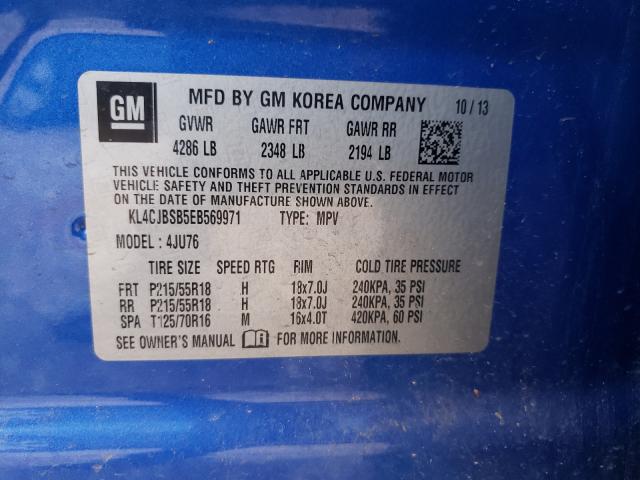 GM MFD BY GM KOREA COMPANY 10 / 13
GVWR GAWR FRT GAWR RR
4286 LB 2348 LB 2194 LB
THIS VEHICLE CONFORMS TO ALL APPLICABLE U.S. FEDERAL MOTOR
VEHICLE SAFETY AND THEFT PREVENTION STANDARDS IN EFFECT
ON THE DATE OF MANUFACTURE SHOWN ABOVE.
KL4CJBSB5EB569971 TYPE: MPV
MODEL : 4JU76
TIRE SIZE SPEED RTG RIM COLD TIRE PRESSURE
FRT P215/55R18 H 18x7.0J 240KPA, 35 PSI
RR P215/55R18 H 18x7.0J 240KPA, 35 PSI
SPA T125/70R16 M 16x4.0T 420KPA, 60 PSI
SEE OWNER'S MANUAL FOR MORE INFORMATION.